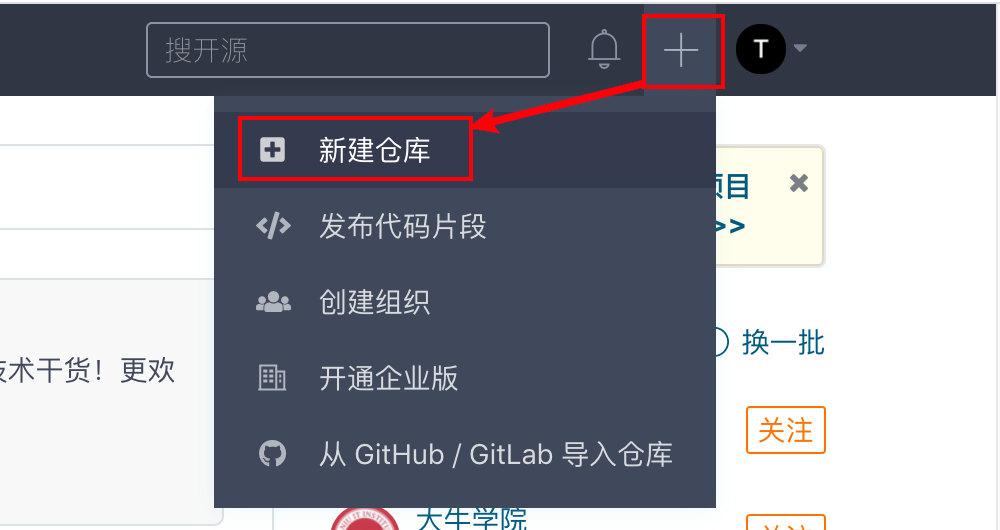 搜开源
T
新建仓库
项目
>>
发布代码片段
创建组织
换一批
技术干货！更欢
开通企业版
关注
从 GitHub / GitLab 导入仓库
大牛学院